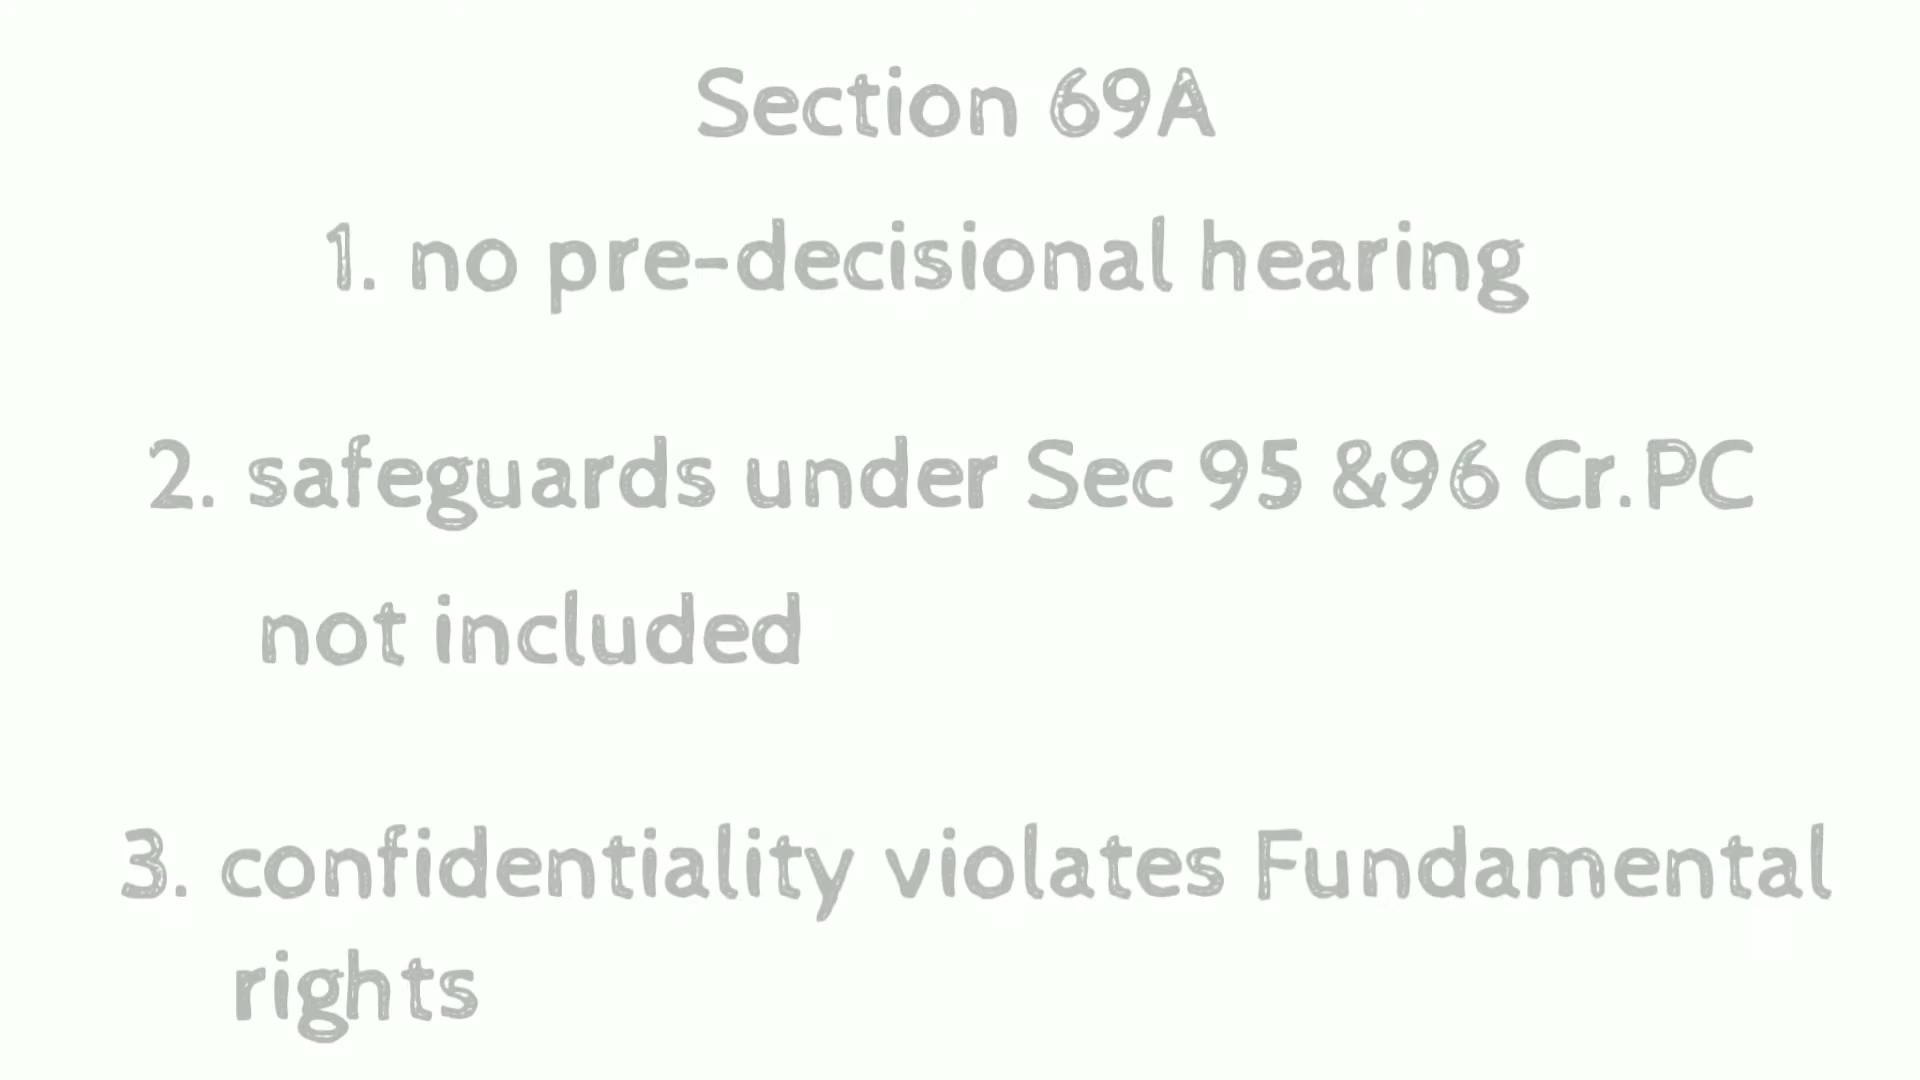 Section 69A
1. no pre-decisional hearing
2. safeguards under Sec 95 &96 Cr.PC
not included
3. confidentiality violates Fundamental
rights